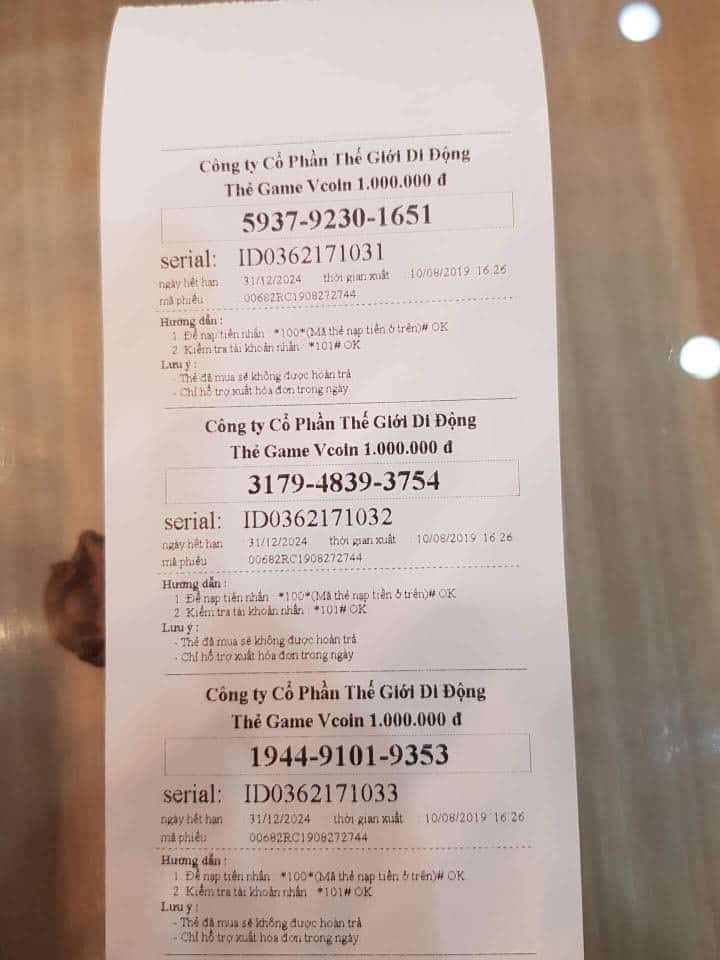 Công ty Cổ Phần Thế Giới Di Động
Thẻ Game Vcoin 1.000.000 đ
5937-9230-1651
serial: ID0362171031
ngày hết hạn 31/12/2024 thời gian xuất : 10/08/2019 16:26
mã phiếu 00682RC1908272744
Hướng dẫn :
1. Để nạp tiền nhấn : *100*(Mã thẻ nạp tiền ở trên)# OK
2. Kiểm tra tài khoản nhấn : *101# OK
Lưu ý :
- Thẻ đã mua sẽ không được hoàn trả
- Chỉ hỗ trợ xuất hóa đơn trong ngày
Công ty Cổ Phần Thế Giới Di Động
Thẻ Game Vcoin 1.000.000 đ
3179-4839-3754
serial: ID0362171032
ngày hết hạn 31/12/2024 thời gian xuất : 10/08/2019 16:26
mã phiếu 00682RC1908272744
Hướng dẫn :
1. Để nạp tiền nhấn : *100*(Mã thẻ nạp tiền ở trên)# OK
2. Kiểm tra tài khoản nhấn : *101# OK
Lưu ý :
- Thẻ đã mua sẽ không được hoàn trả
- Chỉ hỗ trợ xuất hóa đơn trong ngày
Công ty Cổ Phần Thế Giới Di Động
Thẻ Game Vcoin 1.000.000 đ
1944-9101-9353
serial: ID0362171033
ngày hết hạn 31/12/2024 thời gian xuất : 10/08/2019 16:26
mã phiếu 00682RC1908272744
Hướng dẫn :
1. Để nạp tiền nhấn : *100*(Mã thẻ nạp tiền ở trên)# OK
2. Kiểm tra tài khoản nhấn : *101# OK
Lưu ý :
- Thẻ đã mua sẽ không được hoàn trả
- Chỉ hỗ trợ xuất hóa đơn trong ngày